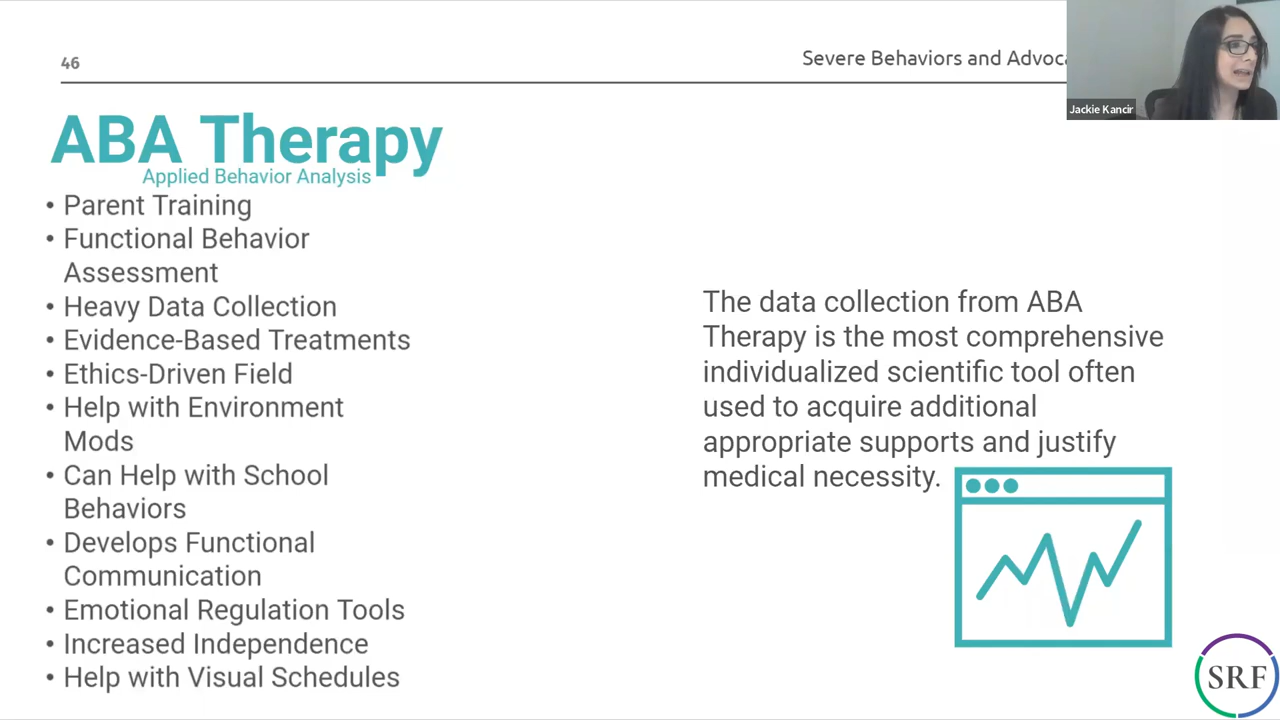 46
Severe Behaviors and Advoca
Jackie Kancir
ABA Therapy
Applied Behavior Analysis
• Parent Training
• Functional Behavior
Assessment
• Heavy Data Collection
• Evidence-Based Treatments
• Ethics-Driven Field
• Help with Environment
Mods
• Can Help with School
Behaviors
• Develops Functional
Communication
• Emotional Regulation Tools
• Increased Independence
• Help with Visual Schedules
The data collection from ABA
Therapy is the most comprehensive
individualized scientific tool often
used to acquire additional
appropriate supports and justify
medical necessity.
SRF